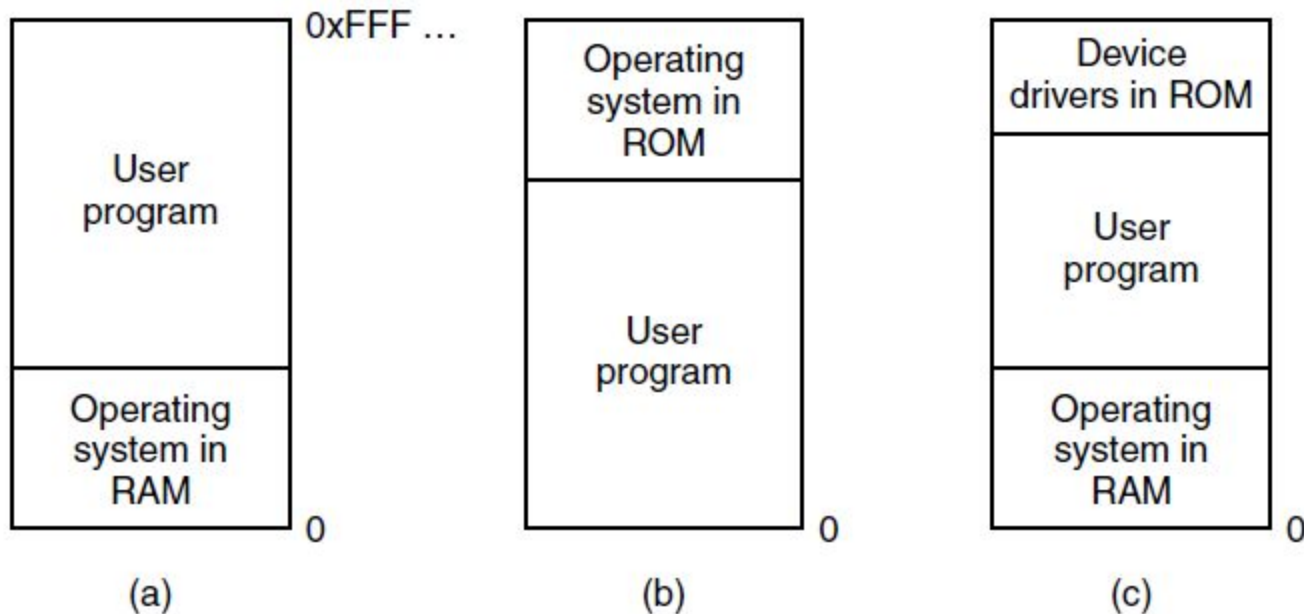 User
program
0xFFF ...
Operating
system in
RAM
0
(a)
Operating
system in
ROM
User
program
0
(b)
Device
drivers in ROM
User
program
Operating
system in
RAM
0
(c)